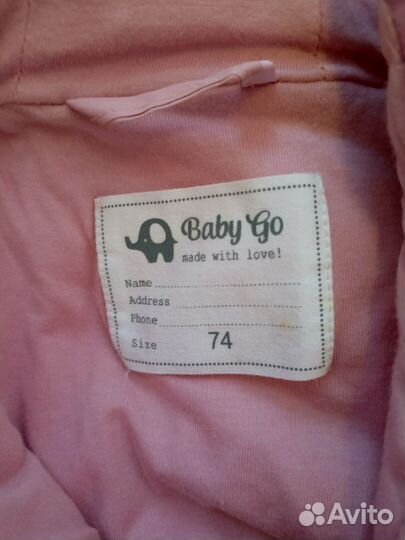 Baby Go
made with love!
Name
Address
Phone
Size 74
Avito